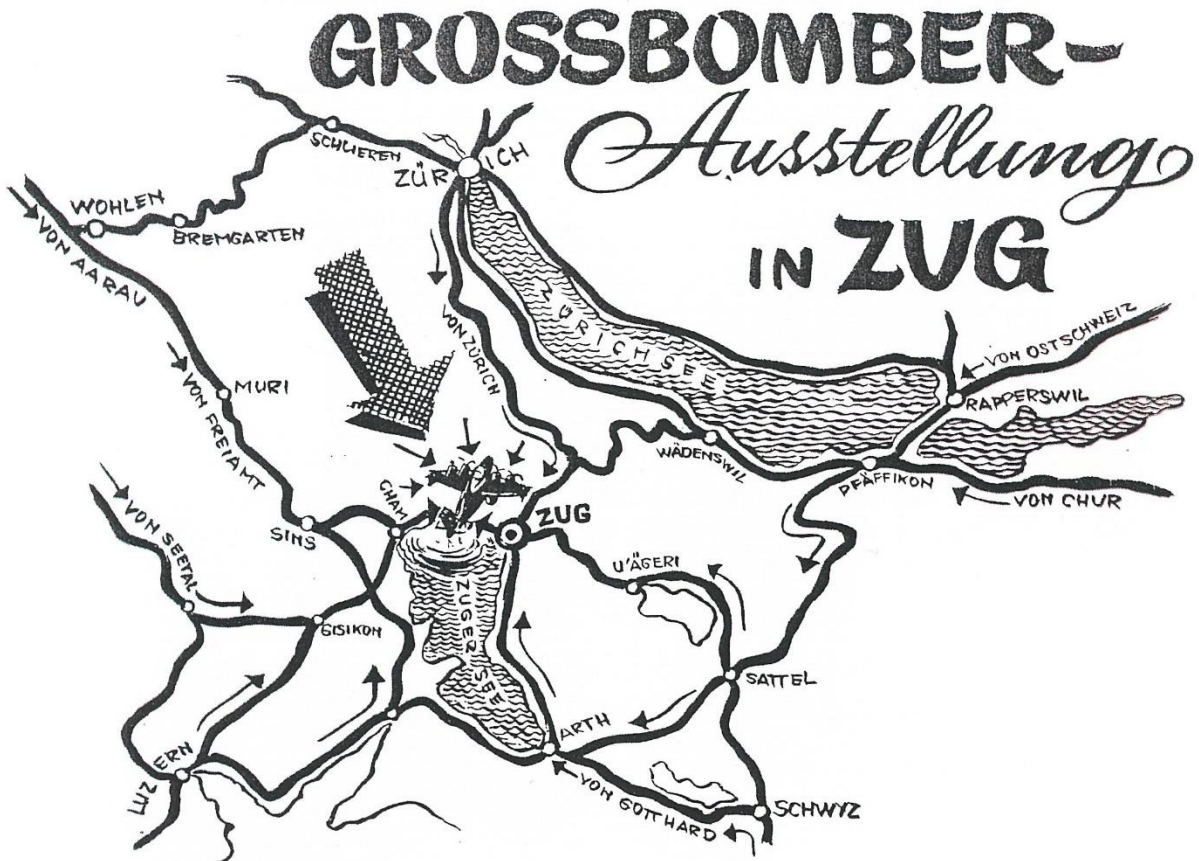 GROSSBOMBER-
Ausstellung
IN ZUG
SCHLIEREN
ZÜRICH
WOHLEN
BREMGARTEN
VON AARAU
ZÜRICHSEE
VON ZÜRICH
VON OSTSCHWEIZ
RAPPERSWIL
MURI
VON FREIAMT
WÄDENSWIL
PFÄFFIKON
VON CHUR
CHAM
ZUG
SINS
VON SEETAL
U'ÄGERI
ZUGERSEE
GISIKON
SATTEL
ARTH
LUZERN
VON GOTTHARD
SCHWYZ